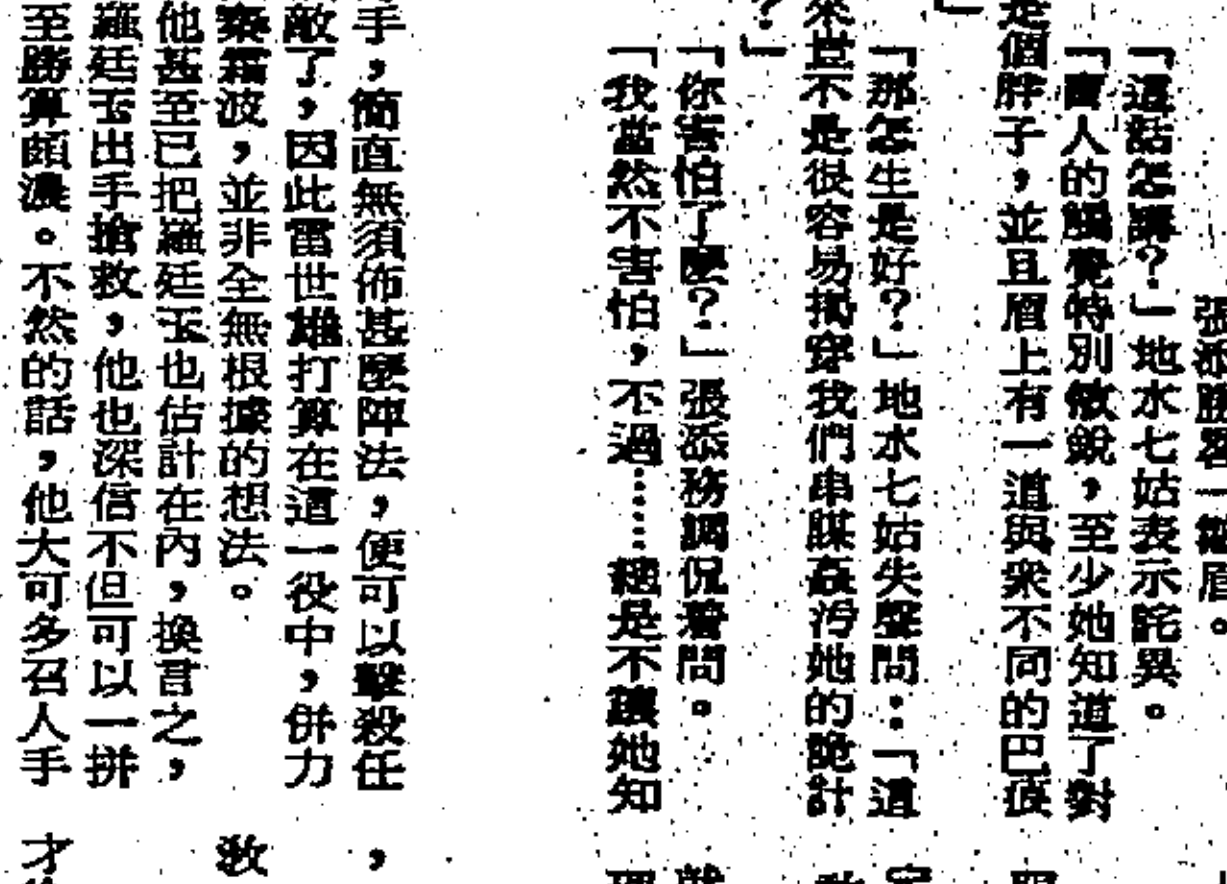 張添勝君一皺眉。
「這話怎講？」地水七姑表示詫異。
「賣人的觸覺特別敏銳，至少她知道了對
是個胖子，並且眉上有一道與衆不同的巴痕
」
「那怎生是好？」地水七姑失聲問：「這
來豈不是很容易揭穿我們串謀姦汚她的詭計
？」
「你害怕了麼？」張添務調侃着問。
「我當然不害怕，不過……總是不讓她知
手，簡直無須佈甚麼陣法，便可以擊殺任
敵了，因此雷世雄打算在這一役中，併力
秦霜波，並非全無根據的想法。
他甚至已把羅廷玉也估計在內，換言之，
羅廷玉出手搶救，他也深信不但可以一拼
至勝算頗濃。不然的話，他大可多召人手